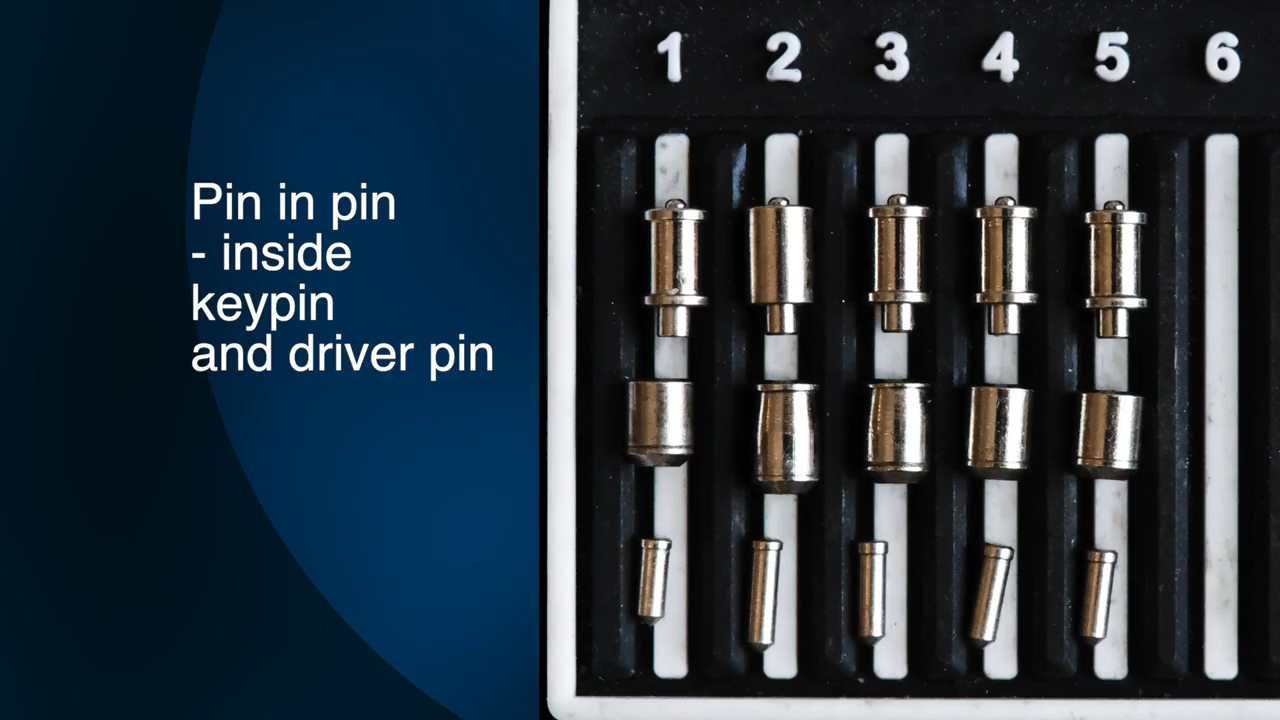 Pin in pin
- inside
keypin
and driver pin
1 2 3 4 5 6